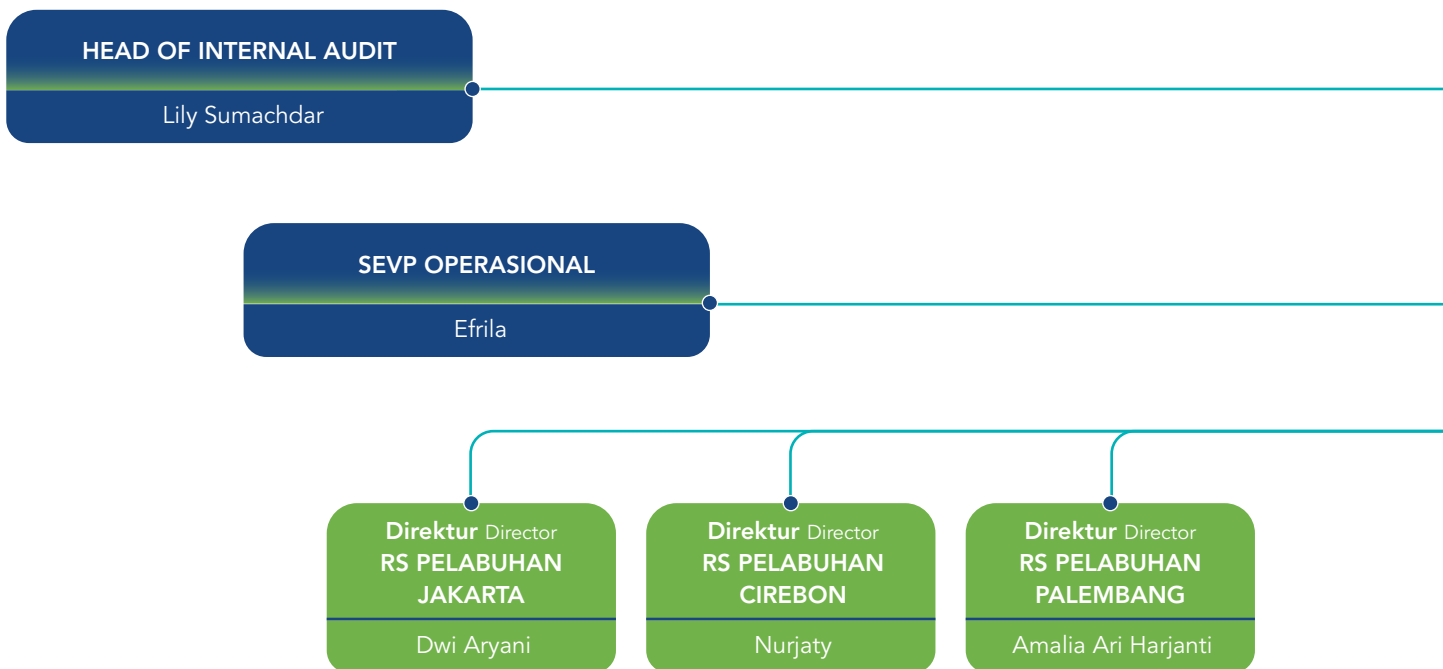 HEAD OF INTERNAL AUDIT
Lily Sumachdar
SEVP OPERASIONAL
Efrila
Direktur Director
RS PELABUHAN
JAKARTA
Dwi Aryani
Direktur Director
RS PELABUHAN
CIREBON
Nurjaty
Direktur Director
RS PELABUHAN
PALEMBANG
Amalia Ari Harjanti